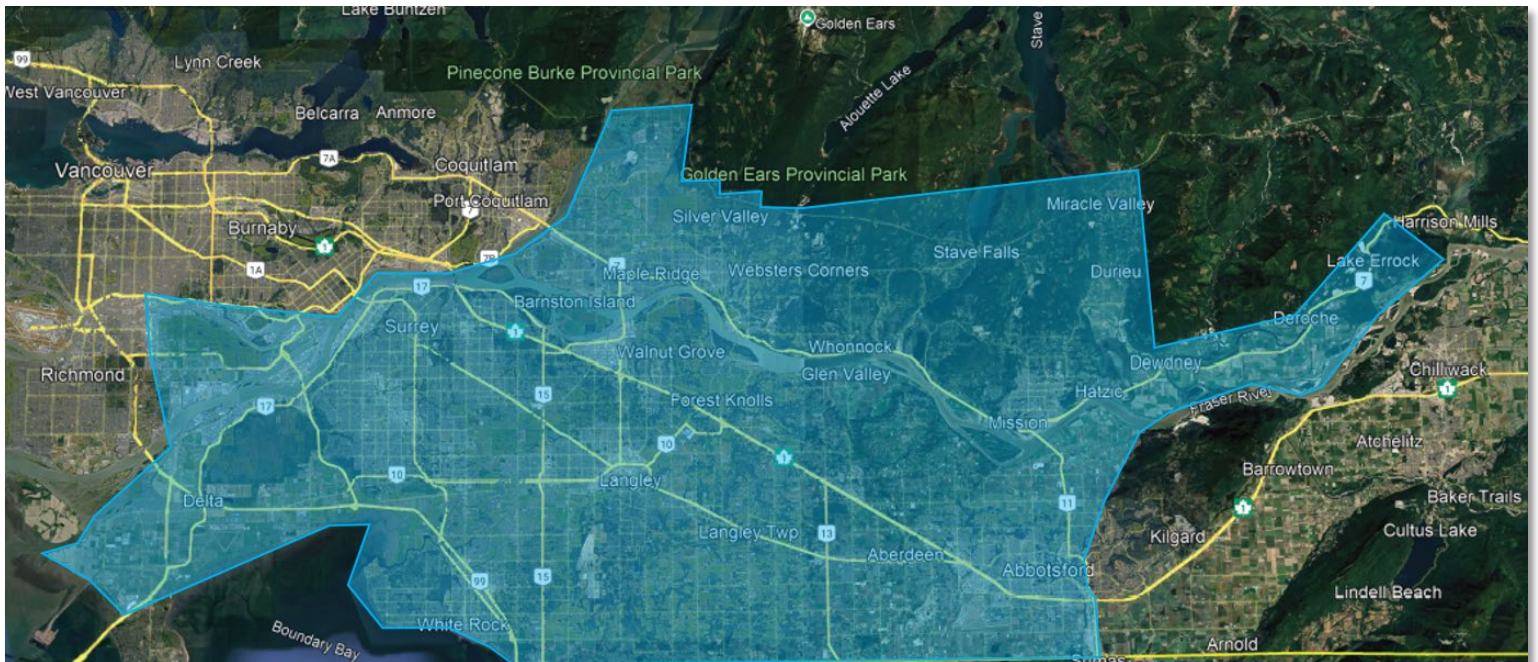 Lake Buntzen
Golden Ears
Stave
99
Lynn Creek
Pinecone Burke Provincial Park
Alouette Lake
West Vancouver
Belcarra
Anmore
7A
Vancouver
Coquitlam
Golden Ears Provincial Park
Port Coquitlam
7
Silver Valley
Miracle Valley
Burnaby
1
Harrison Mills
1A
7B
7
Maple Ridge
Websters Corners
Stave Falls
Durieu
Lake Errock
7
17
Barnston Island
Surrey
1
Deroche
Walnut Grove
Whonnock
Dewdney
Richmond
Glen Valley
Chilliwack
1
17
15
Forest Knolls
Hatzic
Fraser River
Mission
10
1
Atchelitz
10
Langley
Barrowtown
Delta
11
1
Baker Trails
Langley Twp
13
Kilgard
Cultus Lake
Aberdeen
99
15
Abbotsford
Lindell Beach
White Rock
Boundary Bay
Arnold
Sumas